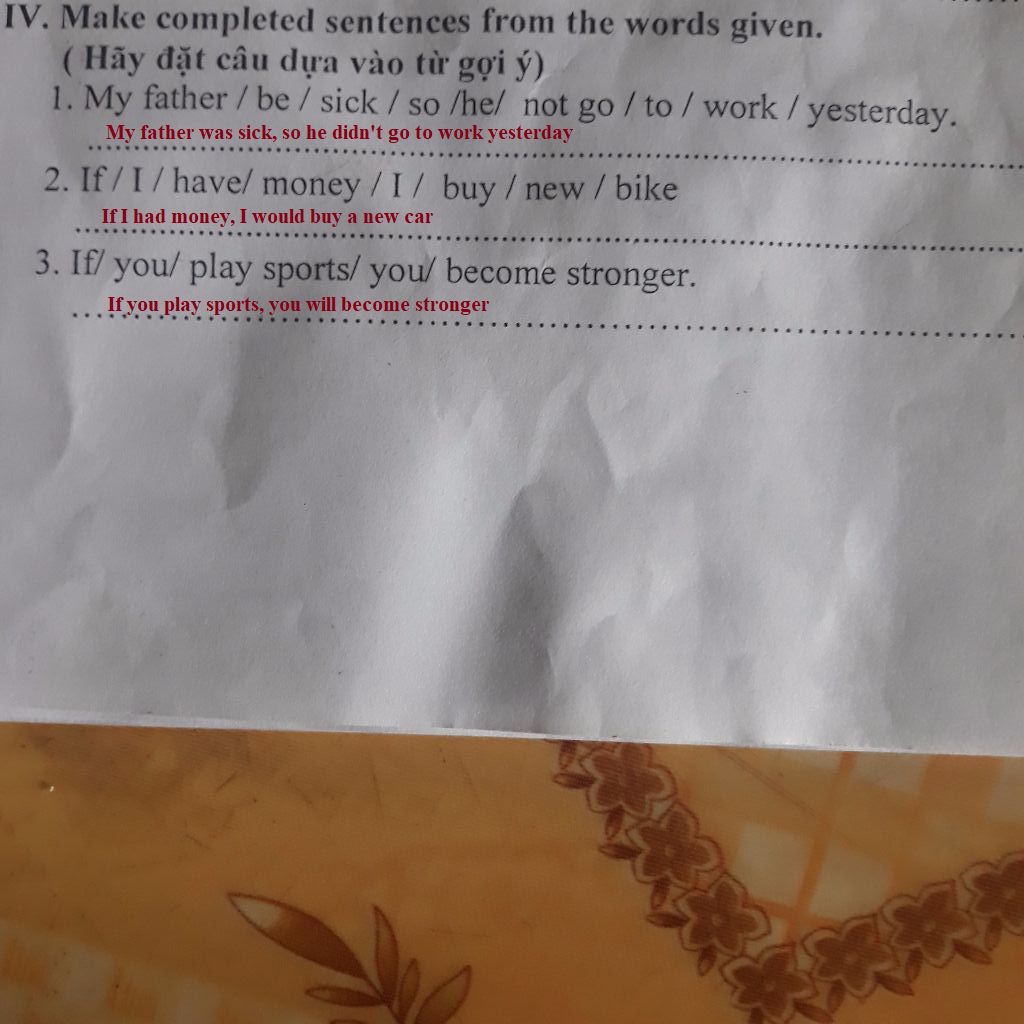 IV. Make completed sentences from the words given.
( Hãy đặt câu dựa vào từ gợi ý)
1. My father / be / sick / so /he/ not go / to / work / yesterday.
My father was sick, so he didn't go to work yesterday
2. If / I / have/ money / I / buy / new / bike
If I had money, I would buy a new car
3. If/ you/ play sports/ you/ become stronger.
If you play sports, you will become stronger